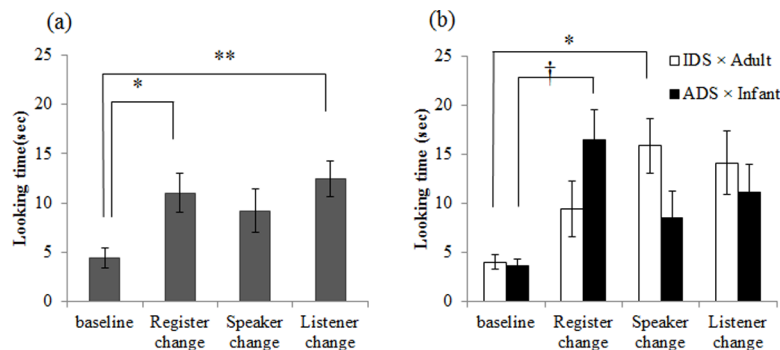 (a)
25
20
15
10
5
0
Looking time(sec)
**
*
baseline
Register change
Speaker change
Listener change
(b)
25
20
15
10
5
0
Looking time (sec)
*
†
IDS × Adult
ADS × Infant
baseline
Register change
Speaker change
Listener change